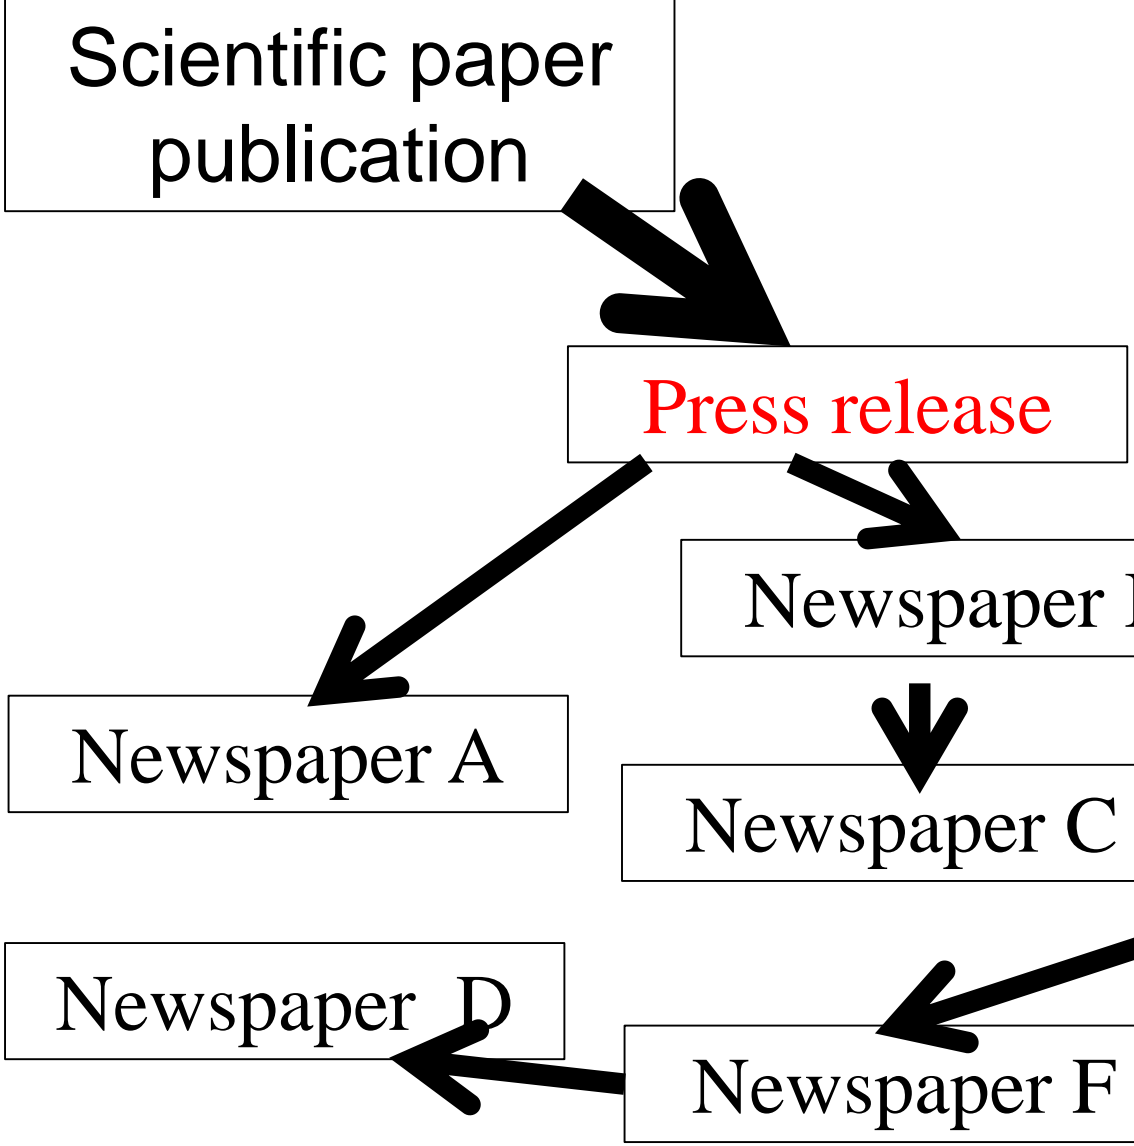 Scientific paper
publication
Press release
Newspaper
Newspaper A
Newspaper C
Newspaper D
Newspaper F